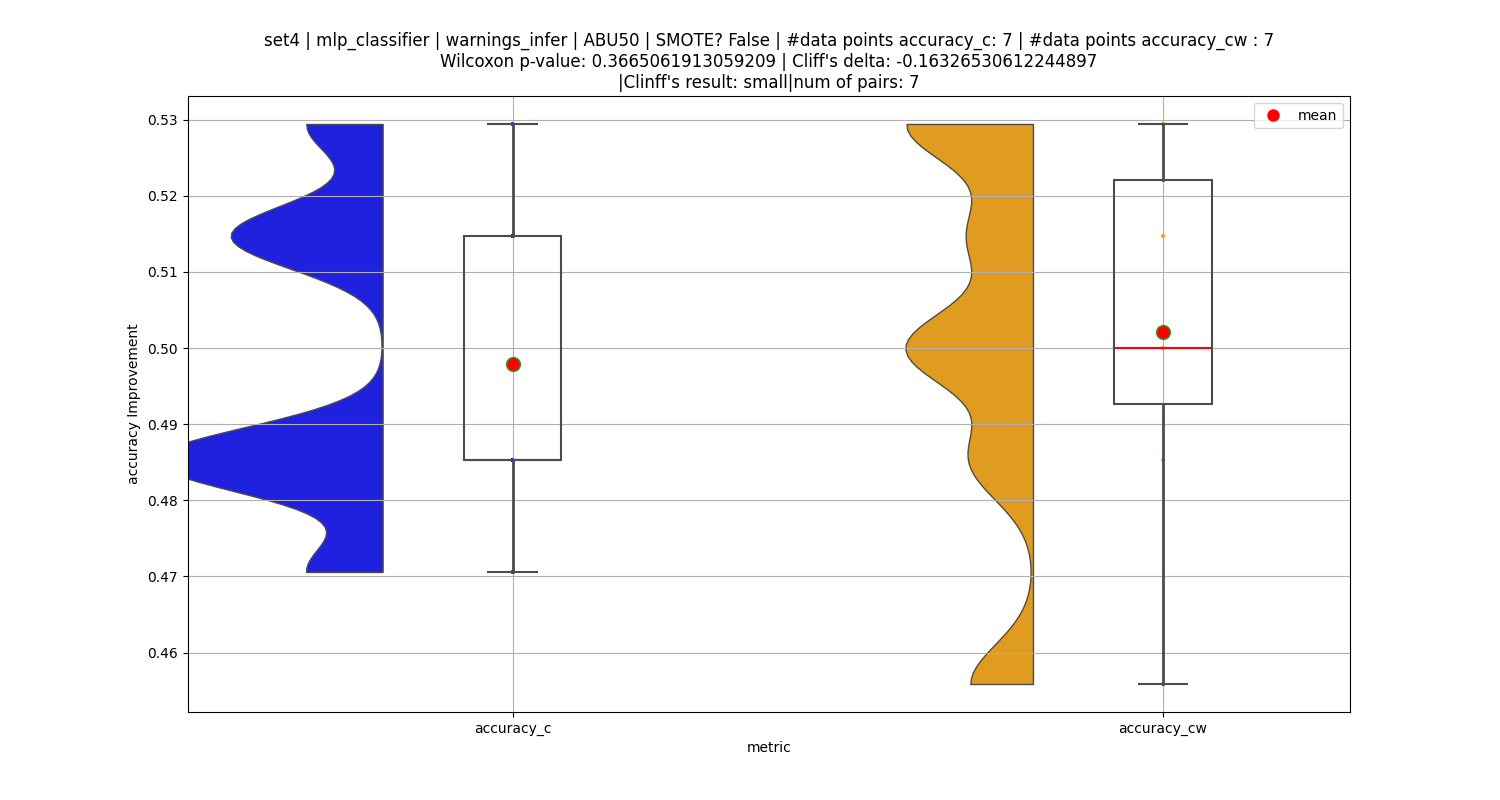 set4 | mlp_classifier | warnings_infer | ABU50 | SMOTE? False | #data points accuracy_c: 7 | #data points accuracy_cw : 7
Wilcoxon p-value: 0.3665061913059209 | Cliff's delta: -0.16326530612244897
|Clinff's result: small|num of pairs: 7
mean
0.53
0.52
0.51
0.50
0.49
0.48
0.47
0.46
accuracy Improvement
accuracy_c
accuracy_cw
metric